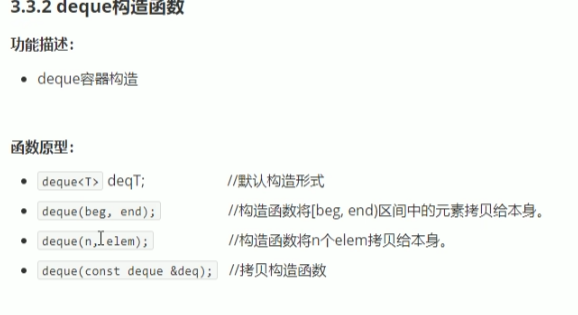 3.3.2 deque构造函数
功能描述：
deque容器构造
函数原型：
deque<T> deqT; //默认构造形式
deque(beg, end); //构造函数将[beg, end)区间中的元素拷贝给本身。
deque(n, elem); //构造函数将n个elem拷贝给本身。
deque(const deque &deq); //拷贝构造函数